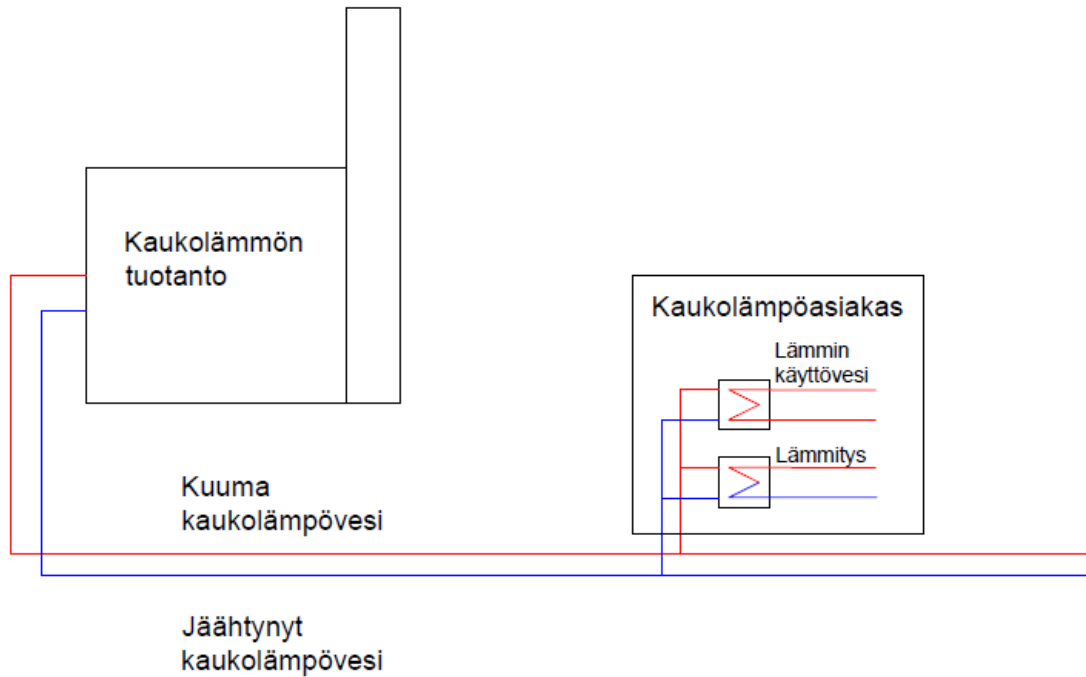 Kaukolämmön
tuotanto
Kaukolämpöasiakas
Lämmin
käyttövesi
Lämmitys
Kuuma
kaukolämpövesi
Jäähtynyt
kaukolämpövesi